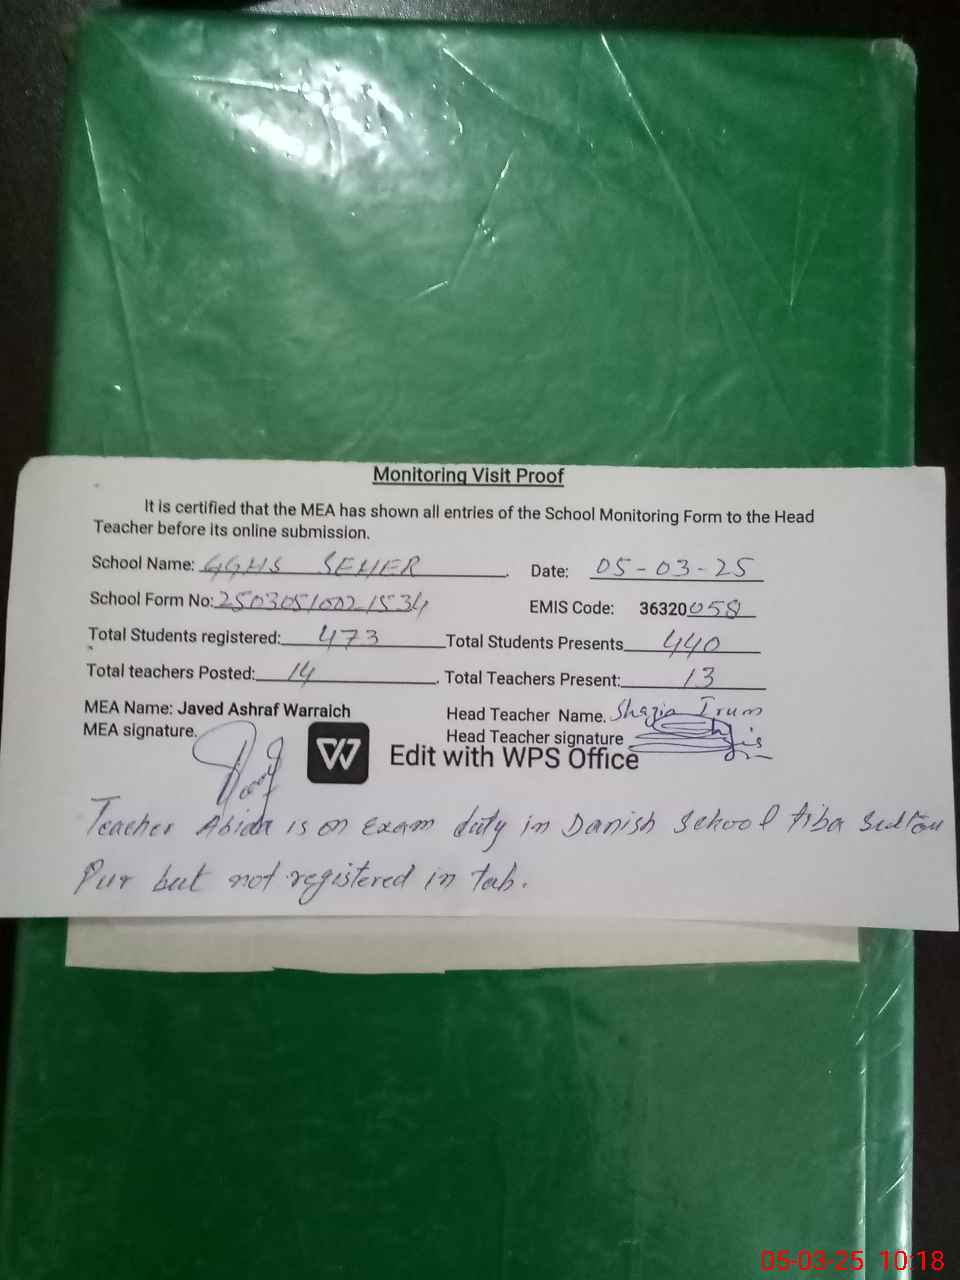 Monitoring Visit Proof
It is certified that the MEA has shown all entries of the School Monitoring Form to the Head
Teacher before its online submission.
School Name: GGHS SEHER. Date: 05-03-25
School Form No: 2503051002-1534 EMIS Code: 36320058
Total Students registered: 473 Total Students Presents 440
Total teachers Posted: 14. Total Teachers Present: 13
MEA Name: Javed Ashraf Warraich Head Teacher Name. Shazia Irum
MEA signature. Head Teacher signature
Edit with WPS Office
Teacher Abida is on Exam duty in Danish School Tiba Sultan
Pur but not registered in tab.
05-03-25 10:18